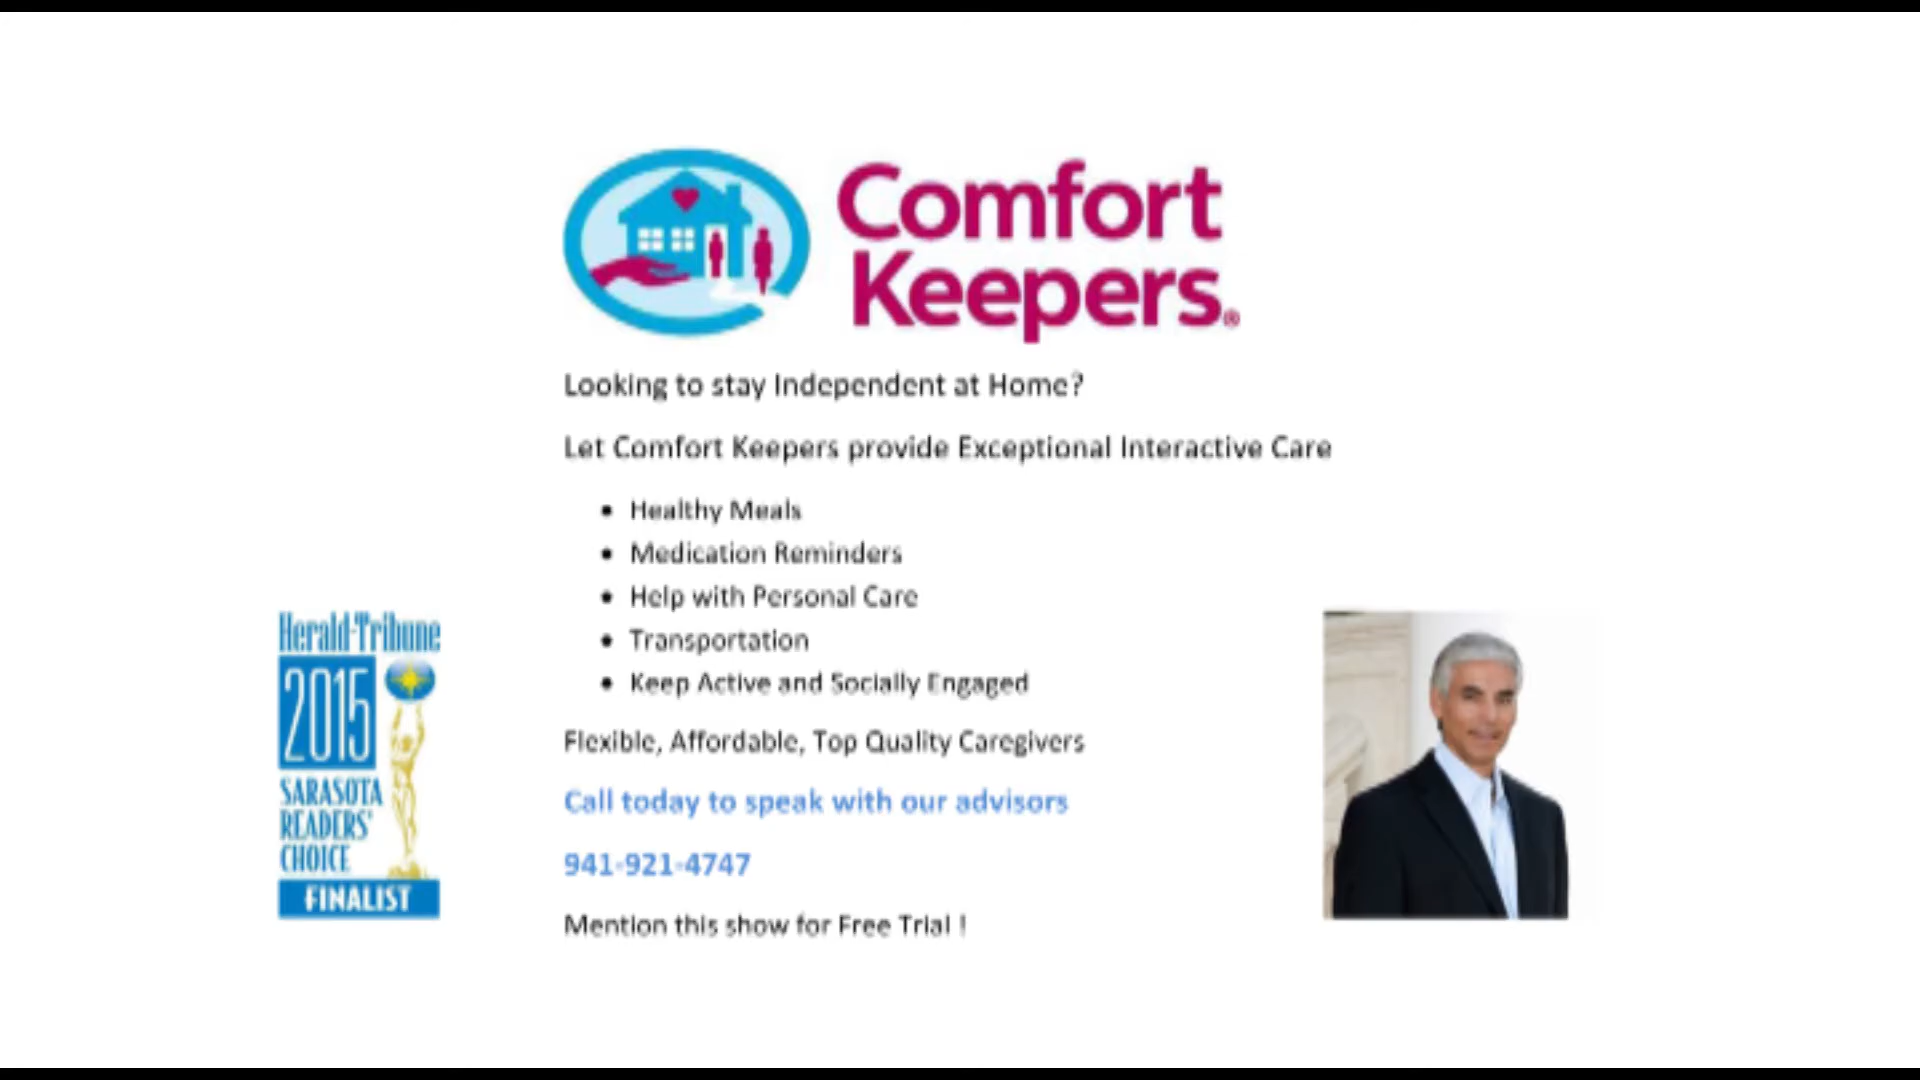 Comfort
Keepers®
Looking to stay Independent at Home?
Let Comfort Keepers provide Exceptional Interactive Care
• Healthy Meals
• Medication Reminders
• Help with Personal Care
• Transportation
• Keep Active and Socially Engaged
Flexible, Affordable, Top Quality Caregivers
Call today to speak with our advisors
941-921-4747
Mention this show for Free Trial !
Herald-Tribune
2015
SARASOTA
READERS'
CHOICE
FINALIST